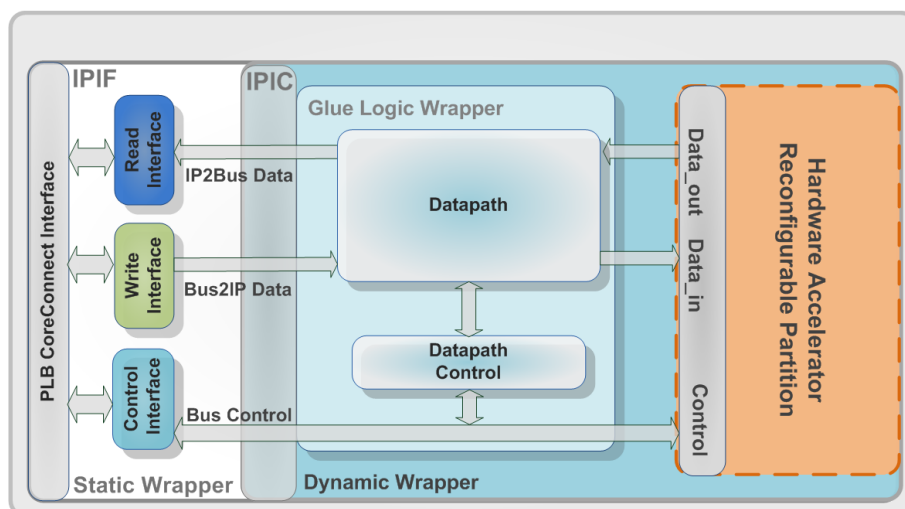 IPIF
IPIC
PLB CoreConnect Interface
Read
Interface
Write
Interface
Control
Interface
IP2Bus Data
Bus2IP Data
Bus Control
Glue Logic Wrapper
Datapath
Datapath
Control
Data_out
Data_in
Control
Hardware Accelerator
Reconfigurable Partition
Static Wrapper
Dynamic Wrapper